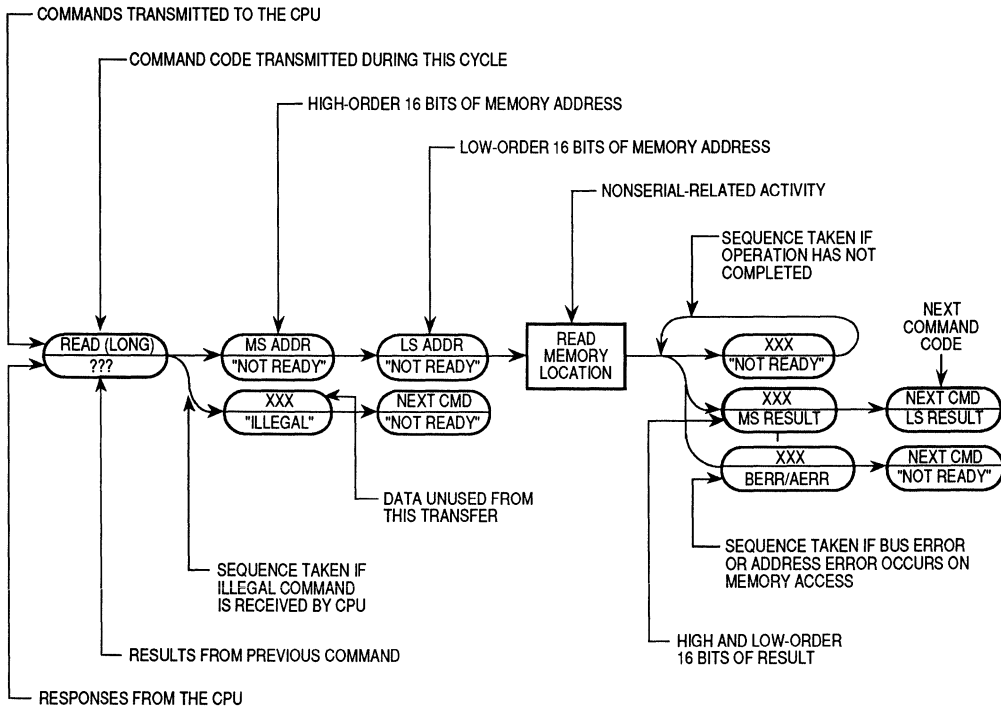 COMMANDS TRANSMITTED TO THE CPU
COMMAND CODE TRANSMITTED DURING THIS CYCLE
HIGH-ORDER 16 BITS OF MEMORY ADDRESS
LOW-ORDER 16 BITS OF MEMORY ADDRESS
NONSERIAL-RELATED ACTIVITY
SEQUENCE TAKEN IF
OPERATION HAS NOT
COMPLETED
NEXT
COMMAND
CODE
READ (LONG)
???
MS ADDR
"NOT READY"
LS ADDR
"NOT READY"
READ
MEMORY
LOCATION
XXX
"NOT READY"
XXX
"ILLEGAL"
NEXT CMD
"NOT READY"
XXX
MS RESULT
NEXT CMD
LS RESULT
XXX
BERR/AERR
NEXT CMD
"NOT READY"
DATA UNUSED FROM
THIS TRANSFER
SEQUENCE TAKEN IF
ILLEGAL COMMAND
IS RECEIVED BY CPU
SEQUENCE TAKEN IF BUS ERROR
OR ADDRESS ERROR OCCURS ON
MEMORY ACCESS
HIGH AND LOW-ORDER
16 BITS OF RESULT
RESULTS FROM PREVIOUS COMMAND
RESPONSES FROM THE CPU